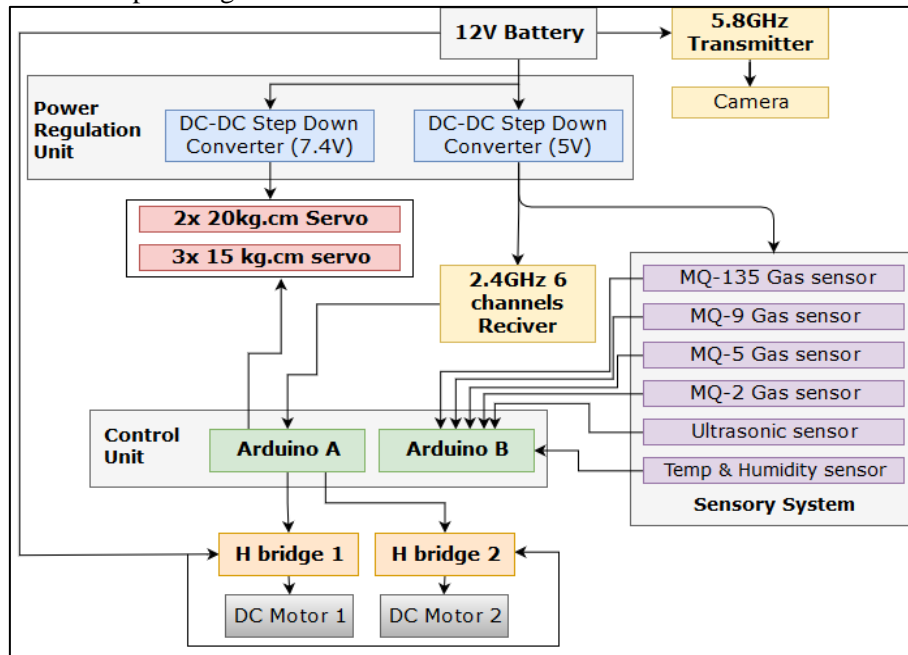 12V Battery
5.8GHz
Transmitter
Camera
Power
Regulation
Unit
DC-DC Step Down
Converter (7.4V)
DC-DC Step Down
Converter (5V)
2x 20kg.cm Servo
3x 15 kg.cm servo
2.4GHz 6
channels
Reciver
MQ-135 Gas sensor
MQ-9 Gas sensor
MQ-5 Gas sensor
MQ-2 Gas sensor
Ultrasonic sensor
Temp & Humidity sensor
Sensory System
Control
Unit
Arduino A
Arduino B
H bridge 1
H bridge 2
DC Motor 1
DC Motor 2